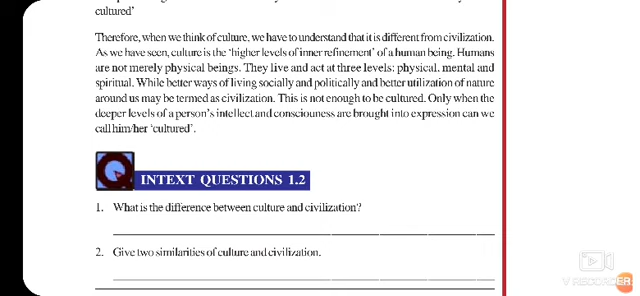 cultured'
Therefore, when we think of culture, we have to understand that it is different from civilization.
As we have seen, culture is the 'higher levels of inner refinement' of a human being. Humans
are not merely physical beings. They live and act at three levels: physical, mental and
spiritual. While better ways of living socially and politically and better utilization of nature
around us may be termed as civilization. This is not enough to be cultured. Only when the
deeper levels of a person's intellect and consciousness are brought into expression can we
call him/her 'cultured'.
INTEXT QUESTIONS 1.2
1. What is the difference between culture and civilization?
2. Give two similarities of culture and civilization.
V RECORDER